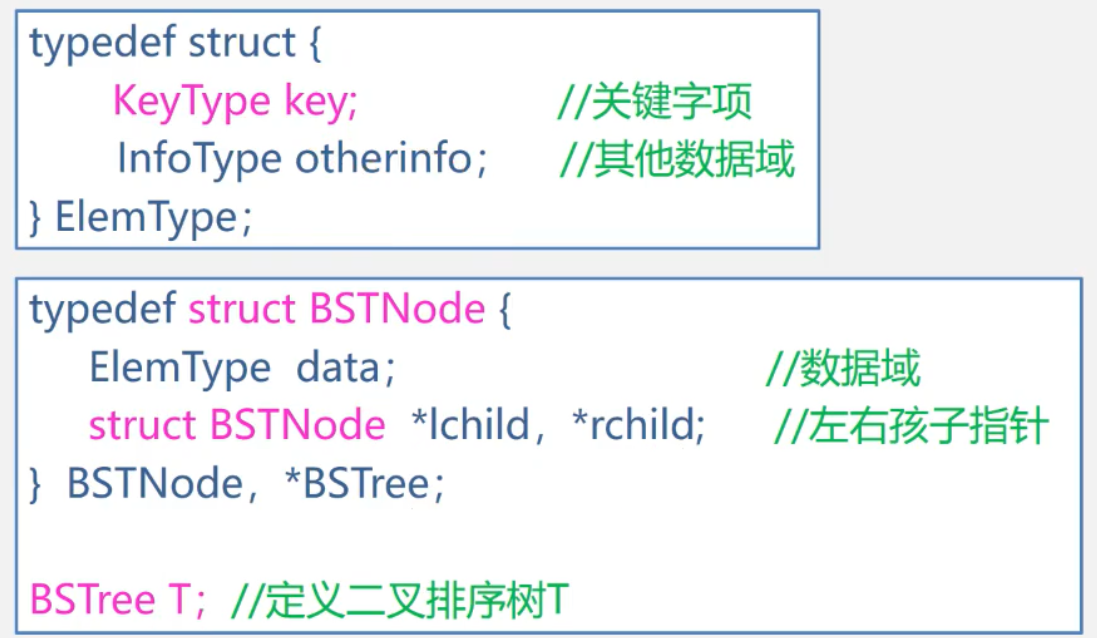 typedef struct {
KeyType key; //关键字项
InfoType otherinfo； //其他数据域
} ElemType；
typedef struct BSTNode {
ElemType data； //数据域
struct BSTNode *lchild，*rchild; //左右孩子指针
} BSTNode，*BSTree；
BSTree T；//定义二叉排序树T